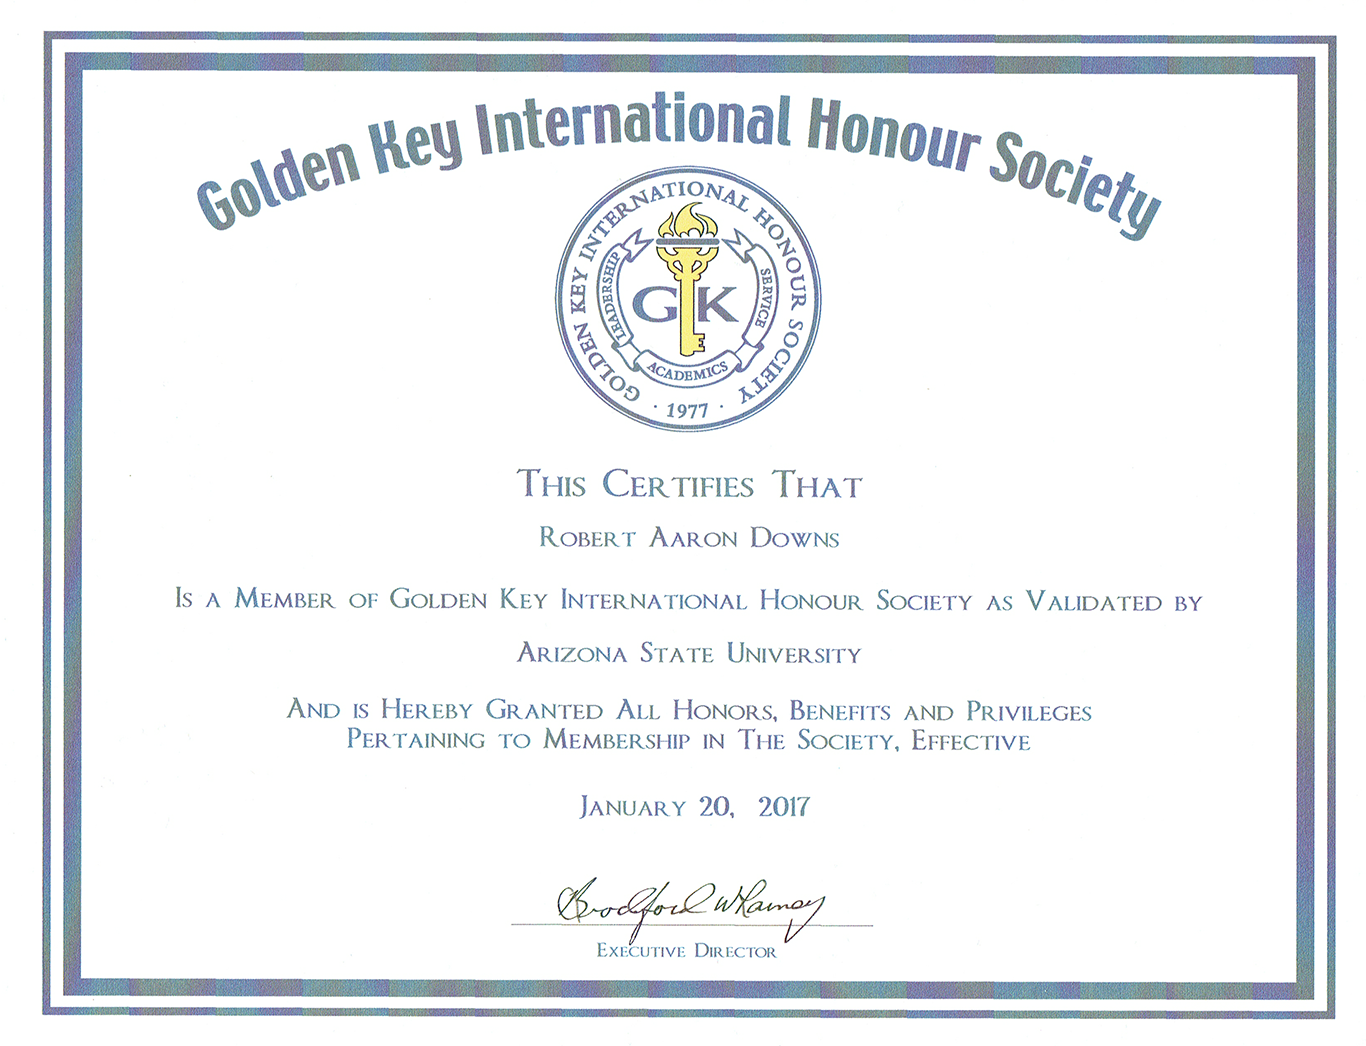 Golden Key International Honour Society
GOLDEN KEY INTERNATIONAL HONOUR SOCIETY
LEADERSHIP
SERVICE
G K
ACADEMICS
· 1977 ·
THIS CERTIFIES THAT
ROBERT AARON DOWNS
IS A MEMBER OF GOLDEN KEY INTERNATIONAL HONOUR SOCIETY AS VALIDATED BY
ARIZONA STATE UNIVERSITY
AND IS HEREBY GRANTED ALL HONORS, BENEFITS AND PRIVILEGES
PERTAINING TO MEMBERSHIP IN THE SOCIETY, EFFECTIVE
JANUARY 20, 2017
Bradford W Rainey
EXECUTIVE DIRECTOR